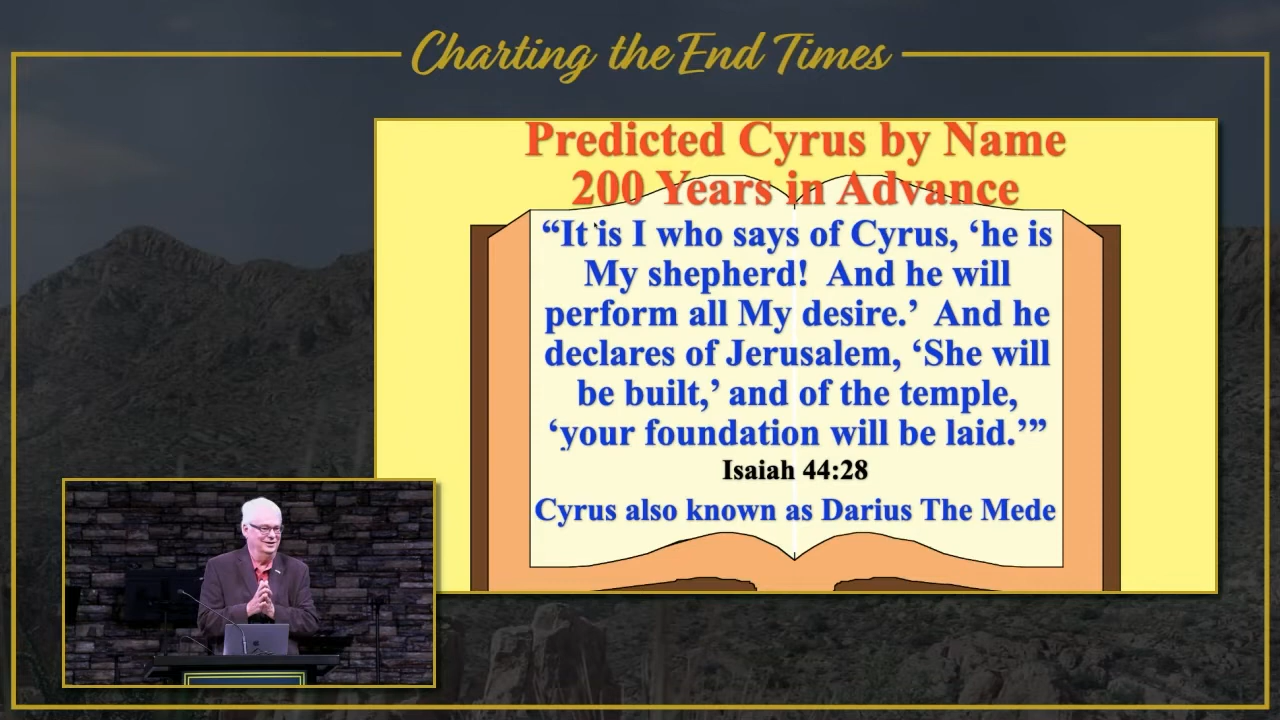 Charting the End Times
Predicted Cyrus by Name
200 Years in Advance
“It is I who says of Cyrus, ‘he is
My shepherd!  And he will
perform all My desire.’  And he
declares of Jerusalem, ‘She will
be built,’ and of the temple,
‘your foundation will be laid.’”
Isaiah 44:28
Cyrus also known as Darius The Mede